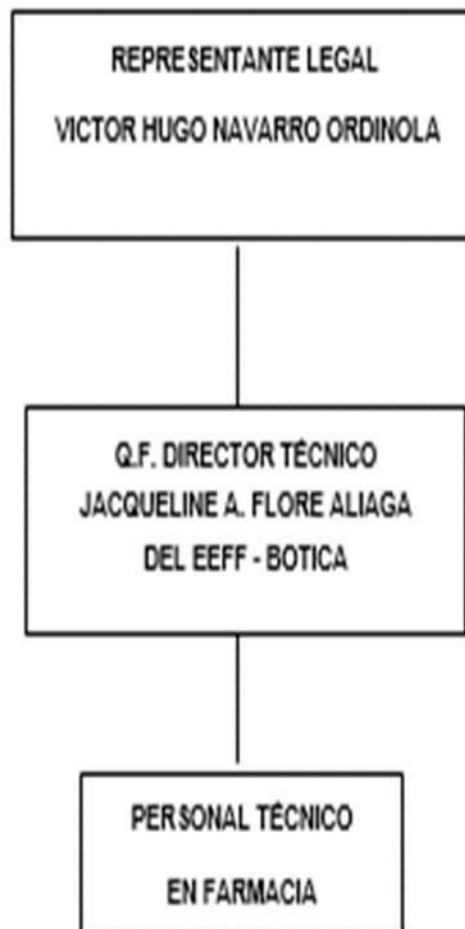 REPRESENTANTE LEGAL
VICTOR HUGO NAVARRO ORDINOLA
Q.F. DIRECTOR TÉCNICO
JACQUELINE A. FLORE ALIAGA
DEL EEFF - BOTICA
PERSONAL TÉCNICO
EN FARMACIA